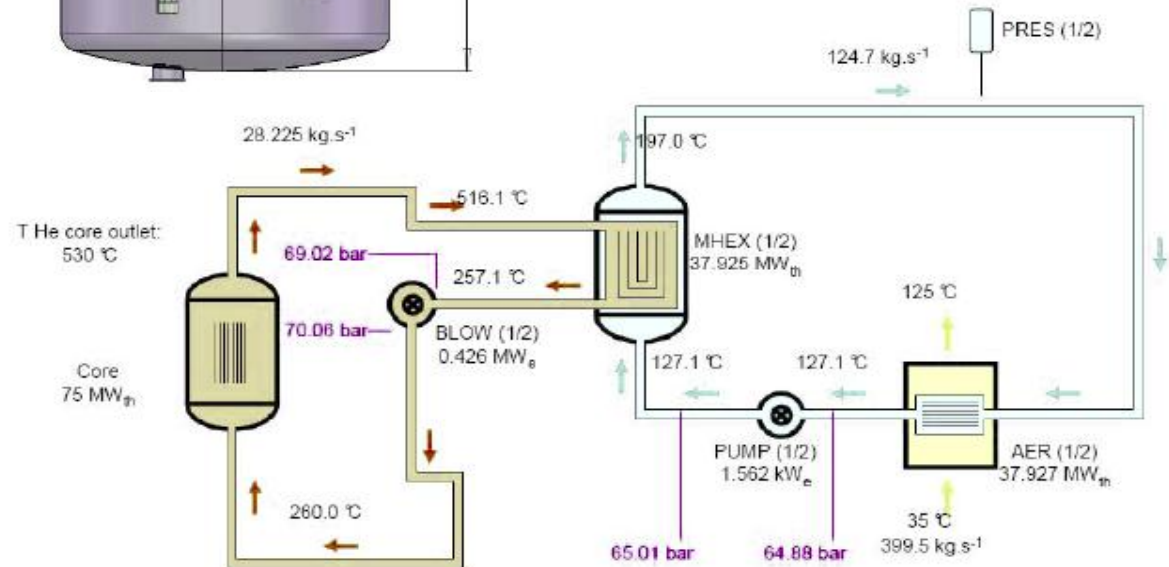 PRES (1/2)
124.7 kg.s-1
28.225 kg.s-1
197.0 °C
516.1 °C
T He core outlet:
530 °C
69.02 bar
257.1 °C
MHEX (1/2)
37.925 MWth
125 °C
70.06 bar
BLOW (1/2)
0.426 MWe
127.1 °C
127.1 °C
Core
75 MWth
PUMP (1/2)
1.562 kWe
AER (1/2)
37.927 MWth
260.0 °C
35 °C
399.5 kg.s-1
65.01 bar
64.88 bar